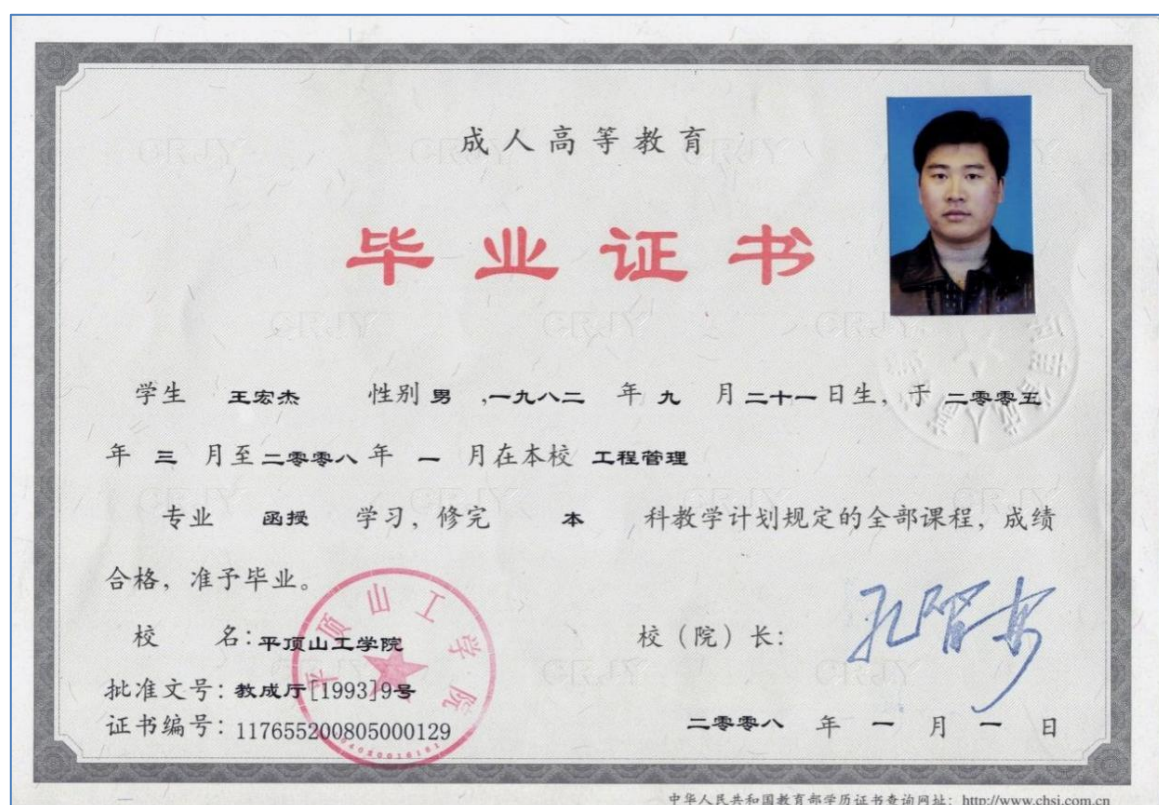 成人高等教育
毕业证书
学生 王宏杰 性别 男 ,一九八二 年 九 月 二十一 日生，于 二零零五
年 三 月至 二零零八 年 一 月在本校 工程管理
专业 函授 学习，修完 本 科教学计划规定的全部课程，成绩
合格，准予毕业。
校 名：平顶山工学院
校（院）长：
批准文号：教成厅[1993]9号
证书编号：117655200805000129
二零零八 年 一 月 一 日
平顶山工学院
CRJY
中华人民共和国教育部学历证书查询网址：http://www.chsi.com.cn